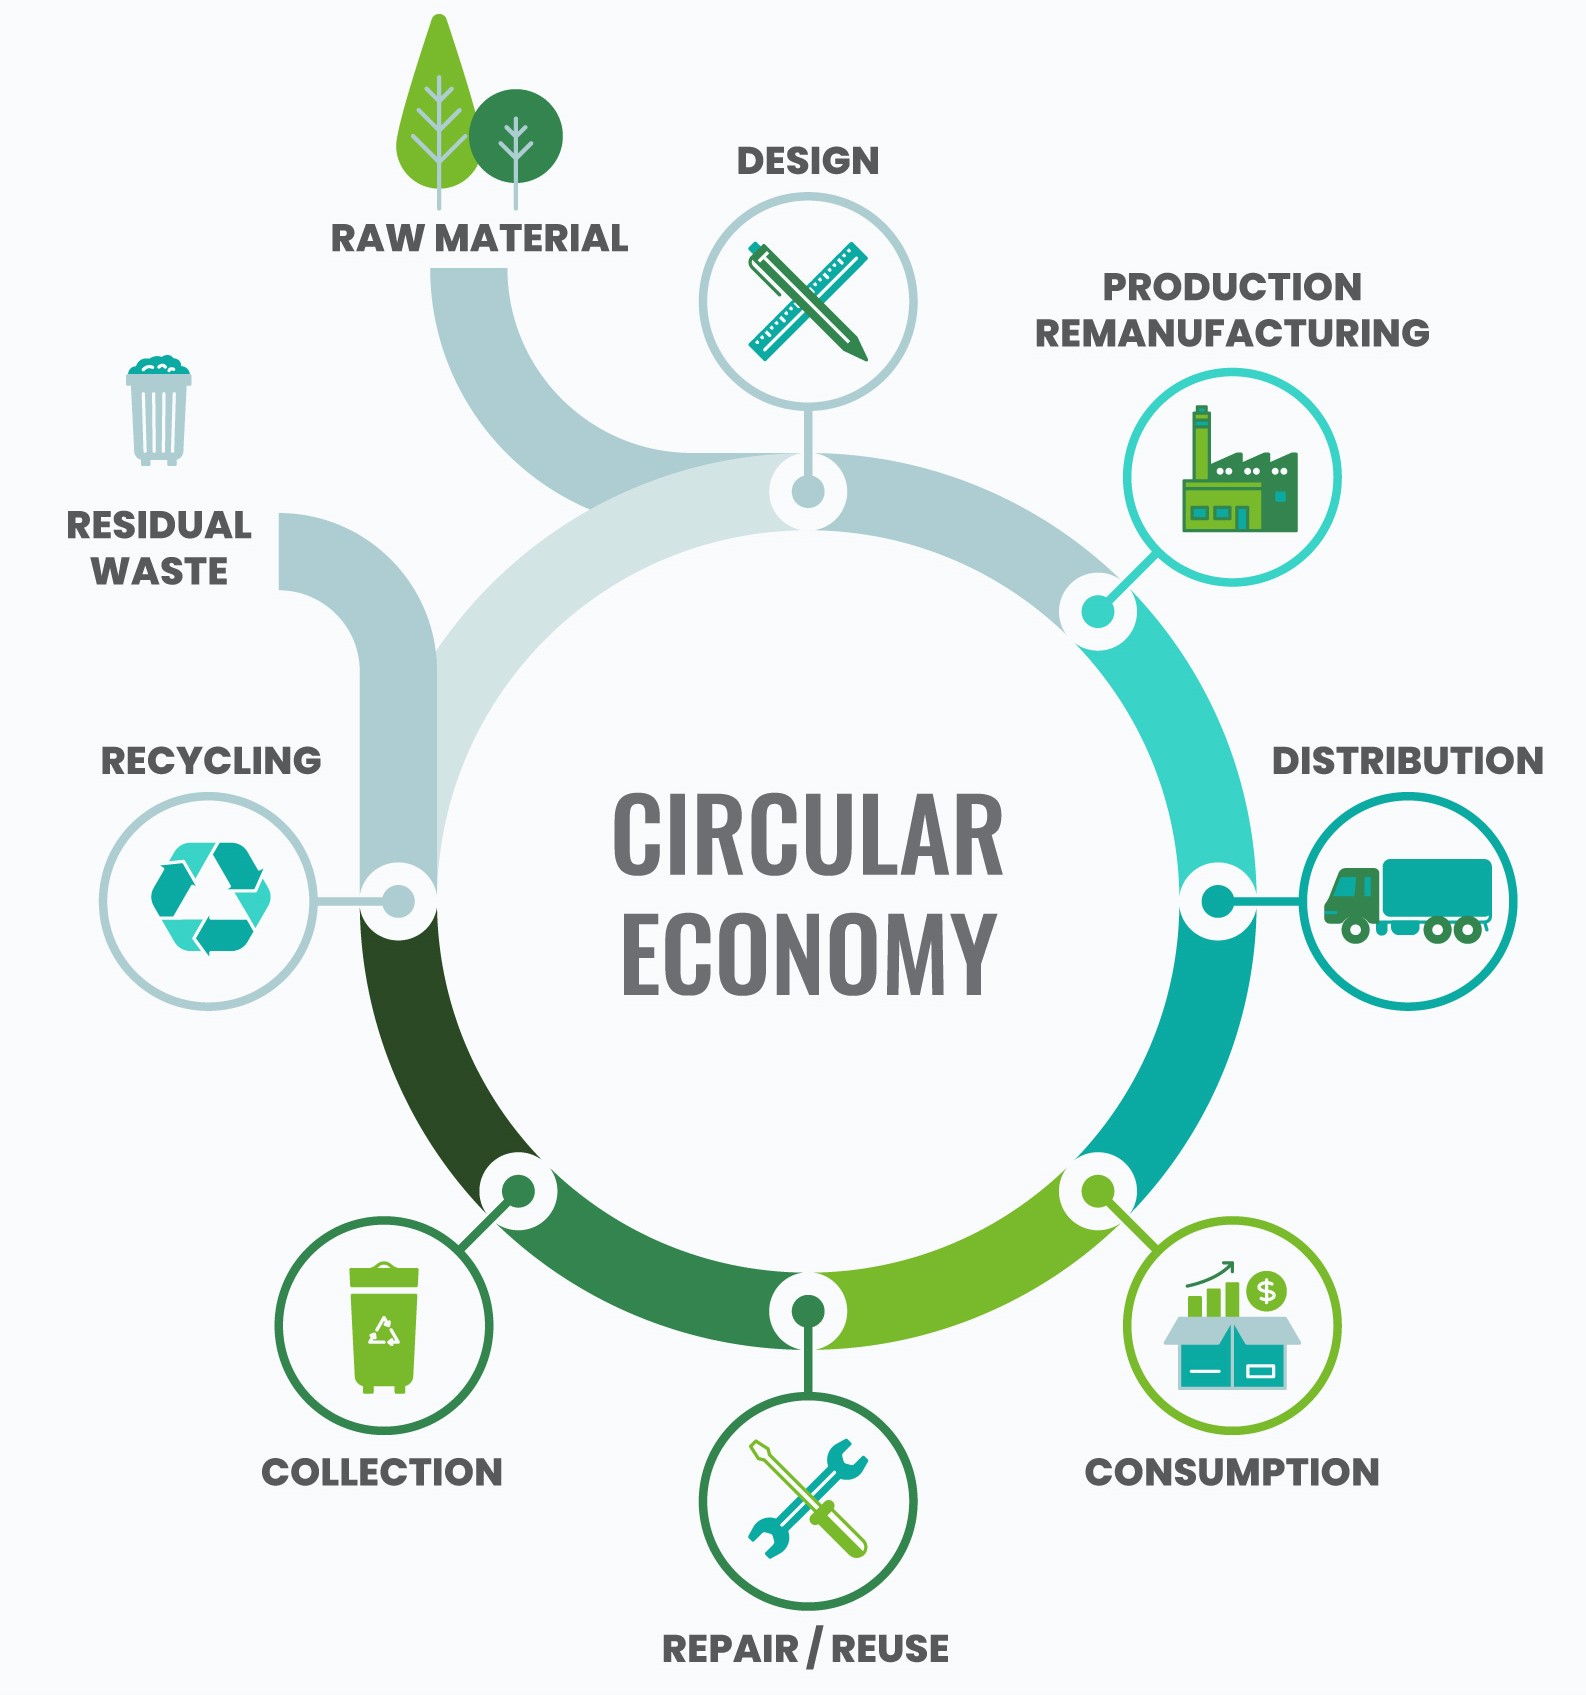 RAW MATERIAL
DESIGN
PRODUCTION
REMANUFACTURING
RESIDUAL
WASTE
RECYCLING
DISTRIBUTION
CIRCULAR
ECONOMY
$
COLLECTION
CONSUMPTION
REPAIR / REUSE